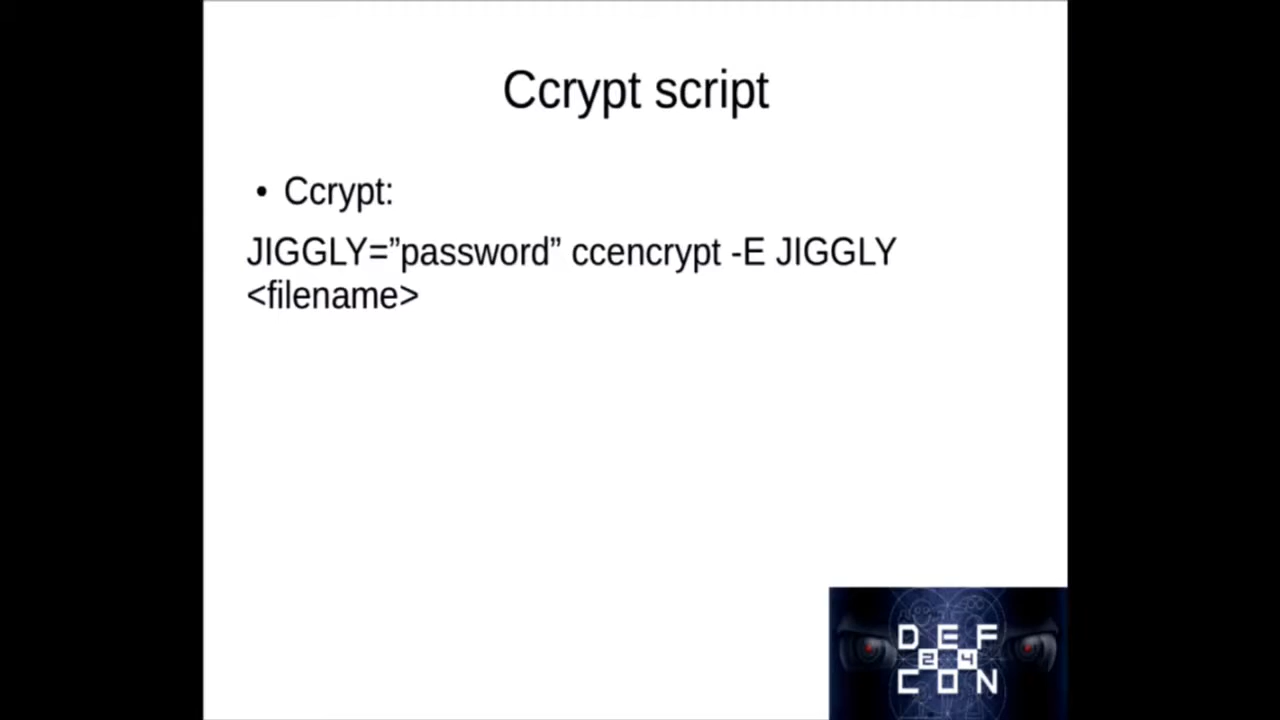 Ccrypt script
• Ccrypt:
JIGGLY=”password” ccencrypt -E JIGGLY
<filename>
DEF
24
CON